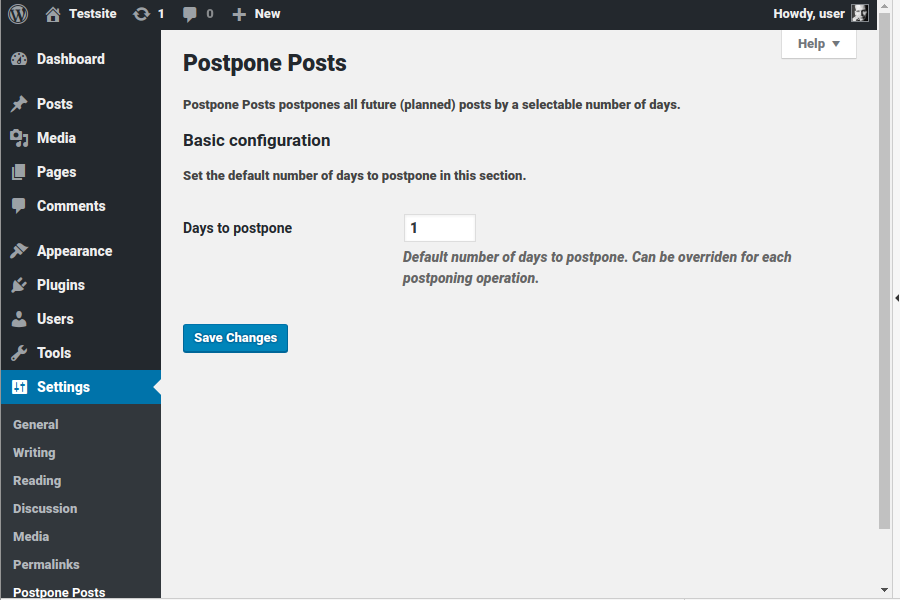 Testsite 1 0 New Howdy, user
Help
Dashboard
Posts
Media
Pages
Comments
Appearance
Plugins
Users
Tools
Settings
General
Writing
Reading
Discussion
Media
Permalinks
Postpone Posts
Postpone Posts
Postpone Posts postpones all future (planned) posts by a selectable number of days.
Basic configuration
Set the default number of days to postpone in this section.
Days to postpone 1
Default number of days to postpone. Can be overriden for each
postponing operation.
Save Changes